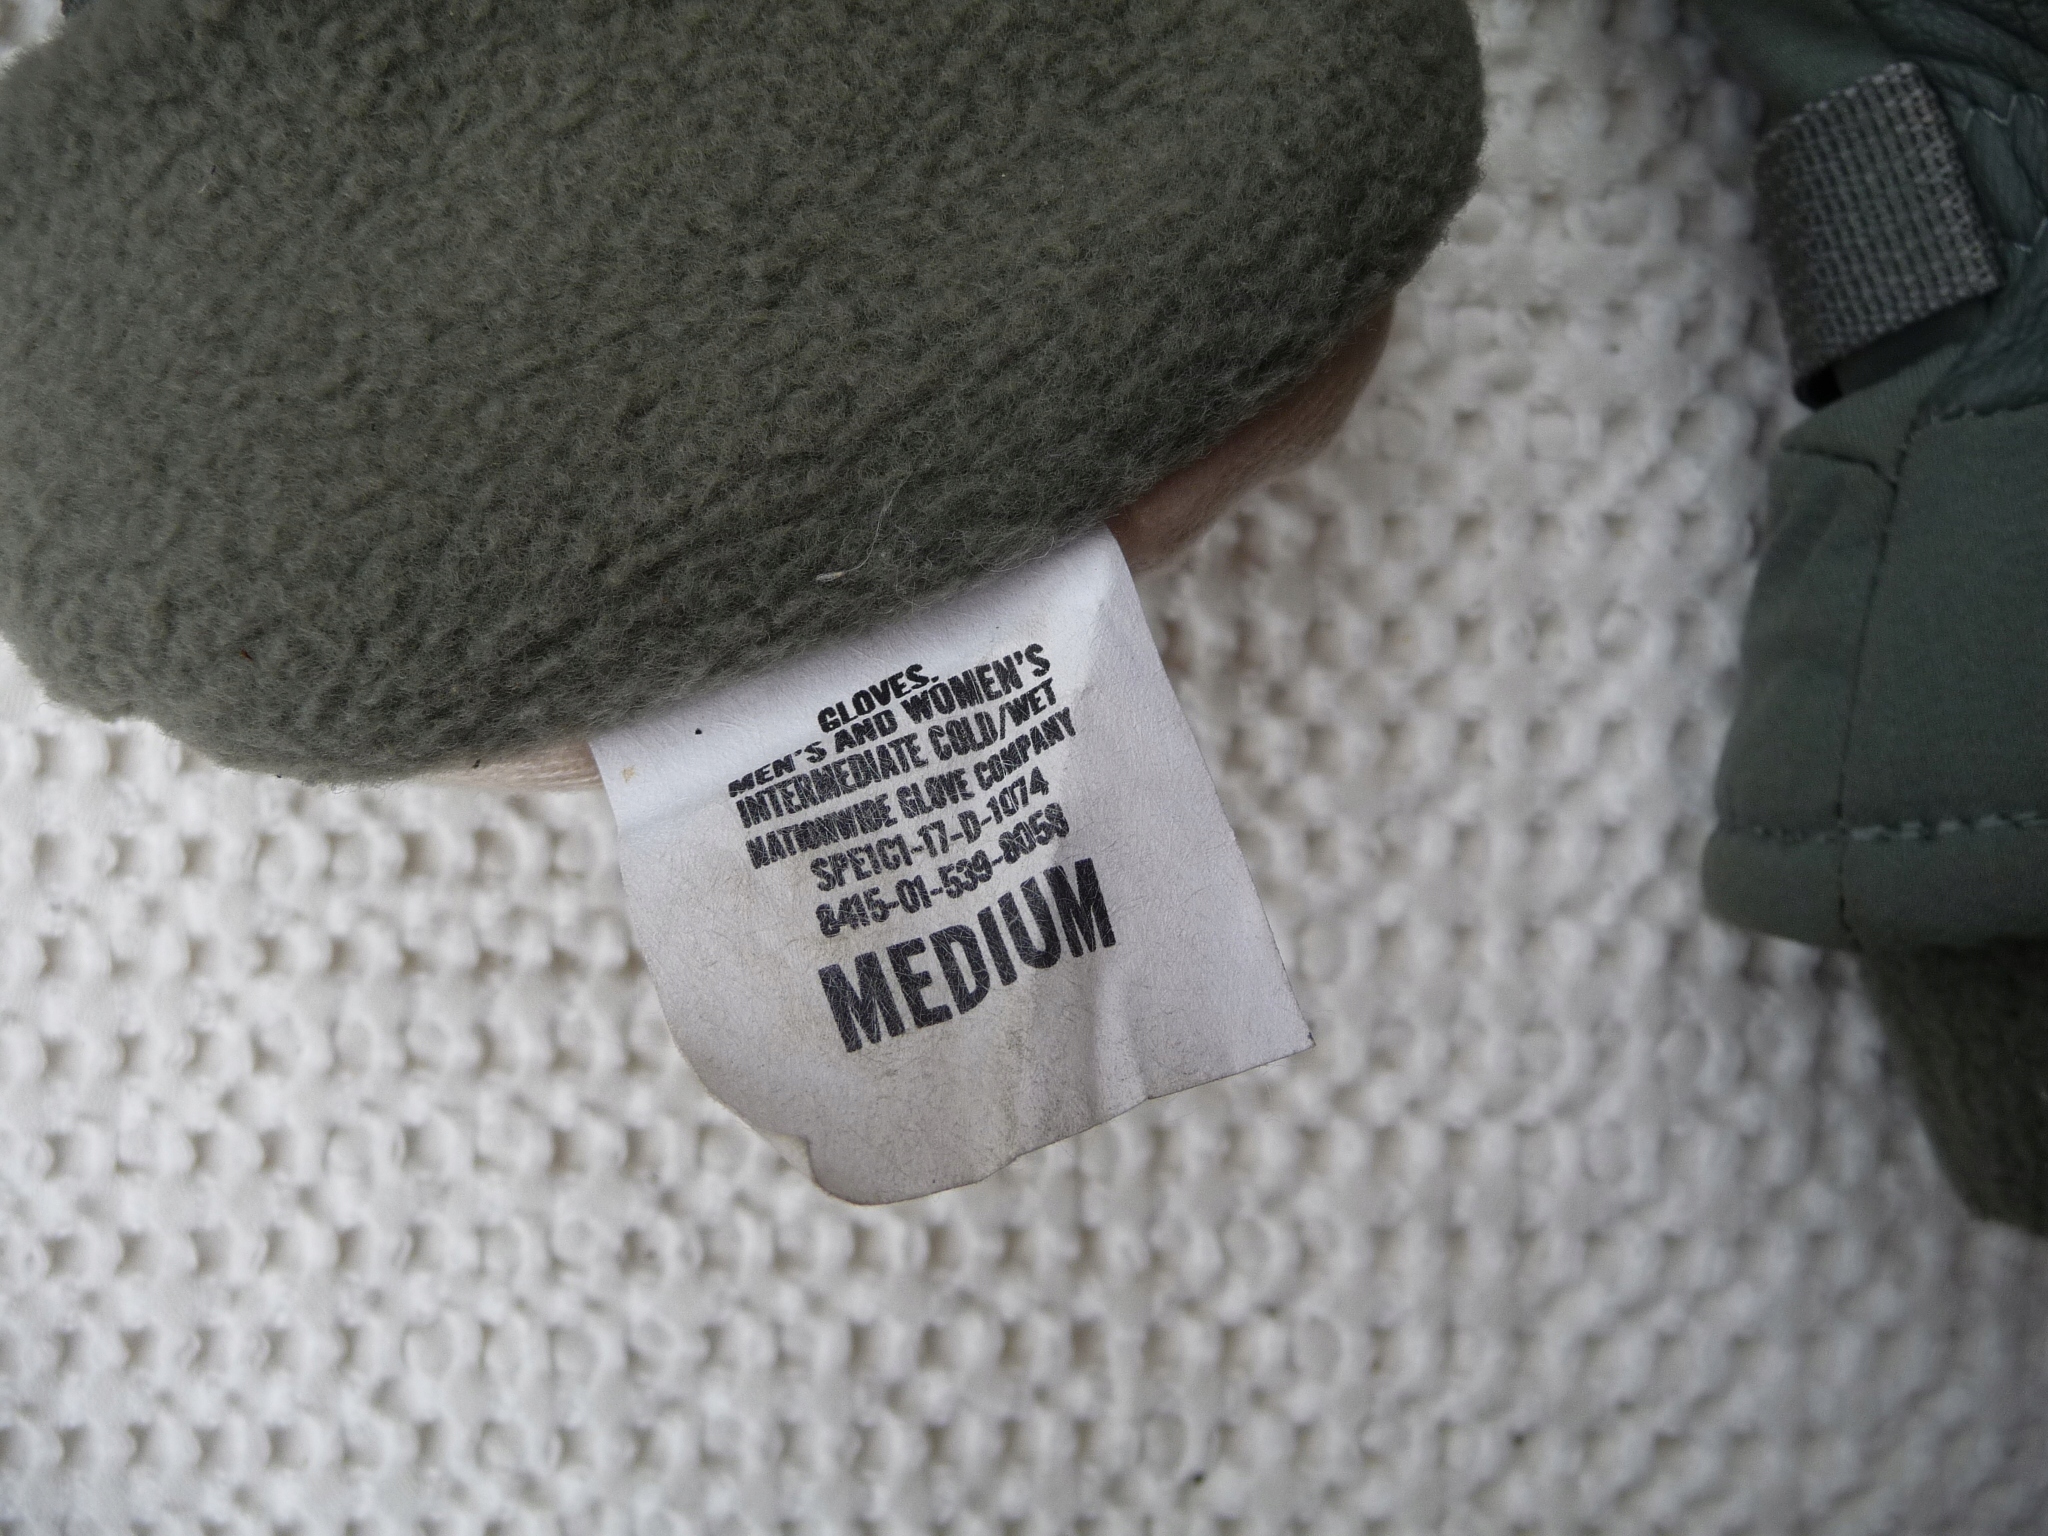 GLOVES,
MEN'S AND WOMEN'S
INTERMEDIATE COLD/WET
NATIONWIDE GLOVE COMPANY
SPE1C1-17-D-1074
8415-01-539-8058
MEDIUM